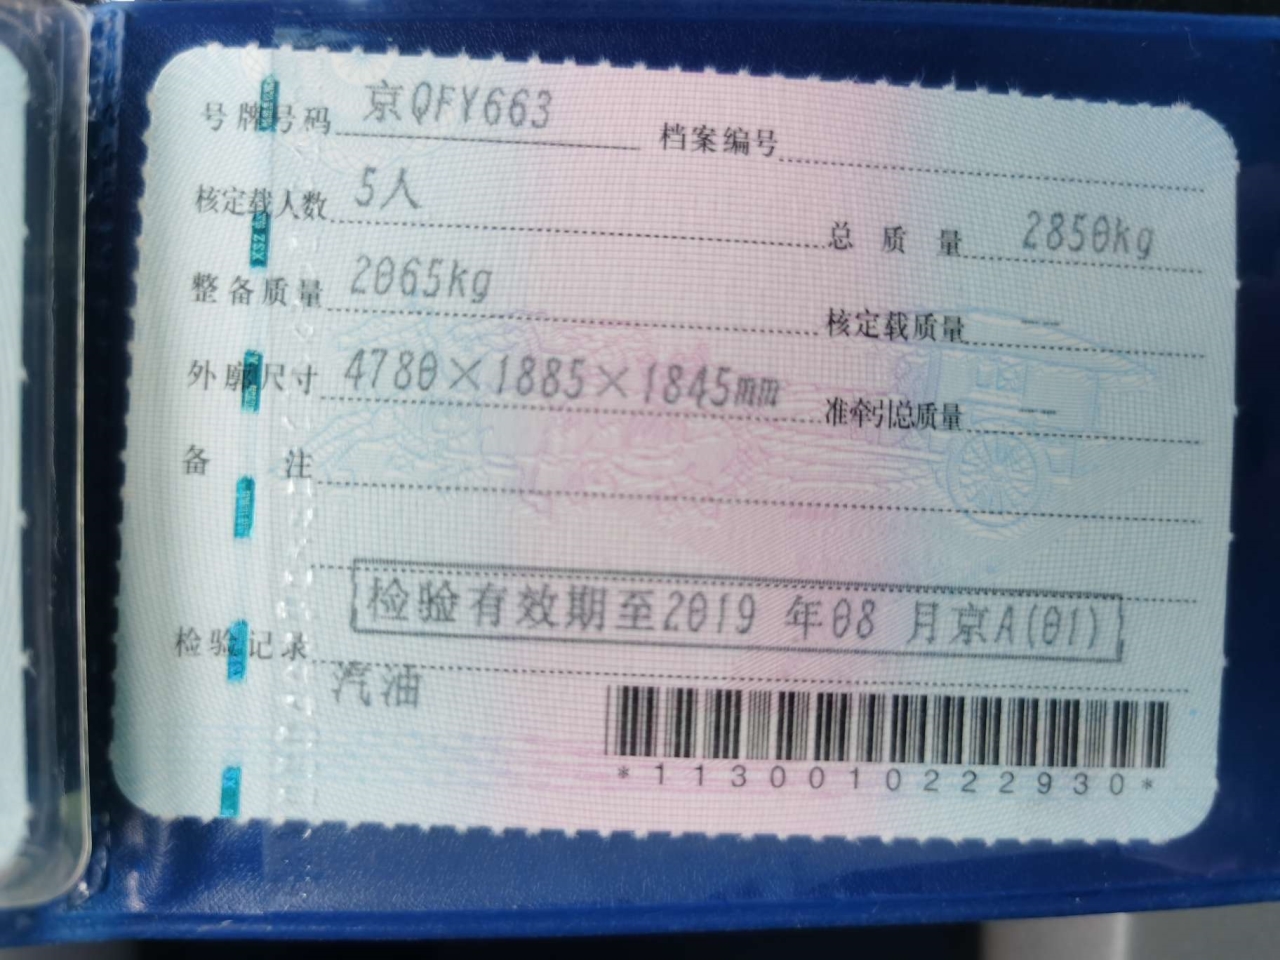 号牌号码 京QFY663 档案编号
核定载人数 5人 总质量 2850kg
整备质量 2065kg 核定载质量 --
外廓尺寸 4780×1885×1845mm 准牵引总质量 --
备注
检验有效期至2019 年08 月京A(01)
检验记录
汽油
*1130010222930*